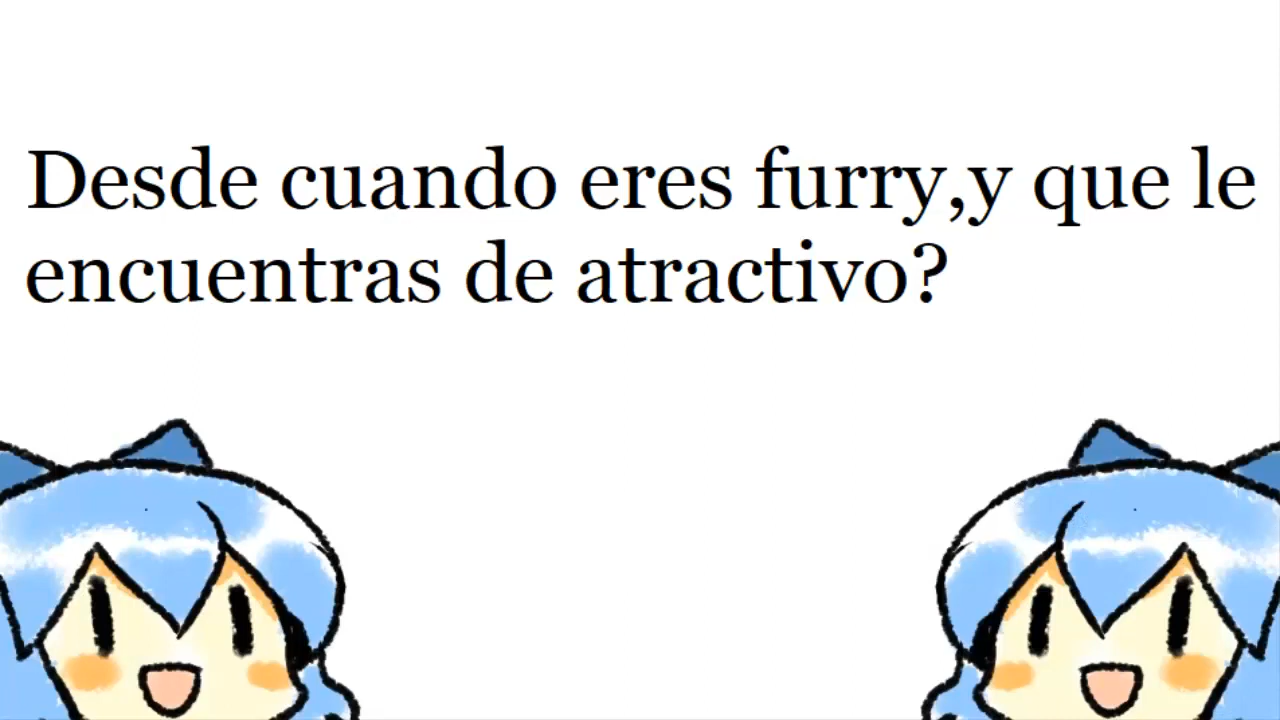 Desde cuando eres furry,y que le
encuentras de atractivo?